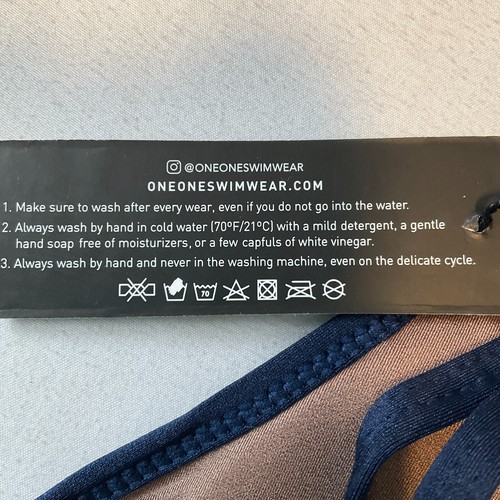 @ONEONESWIMWEAR
ONEONESWIMWEAR.COM
1. Make sure to wash after every wear, even if you do not go into the water.
2. Always wash by hand in cold water (70ºF/21ºC) with a mild detergent, a gentle
hand soap free of moisturizers, or a few capfuls of white vinegar.
3. Always wash by hand and never in the washing machine, even on the delicate cycle.
70